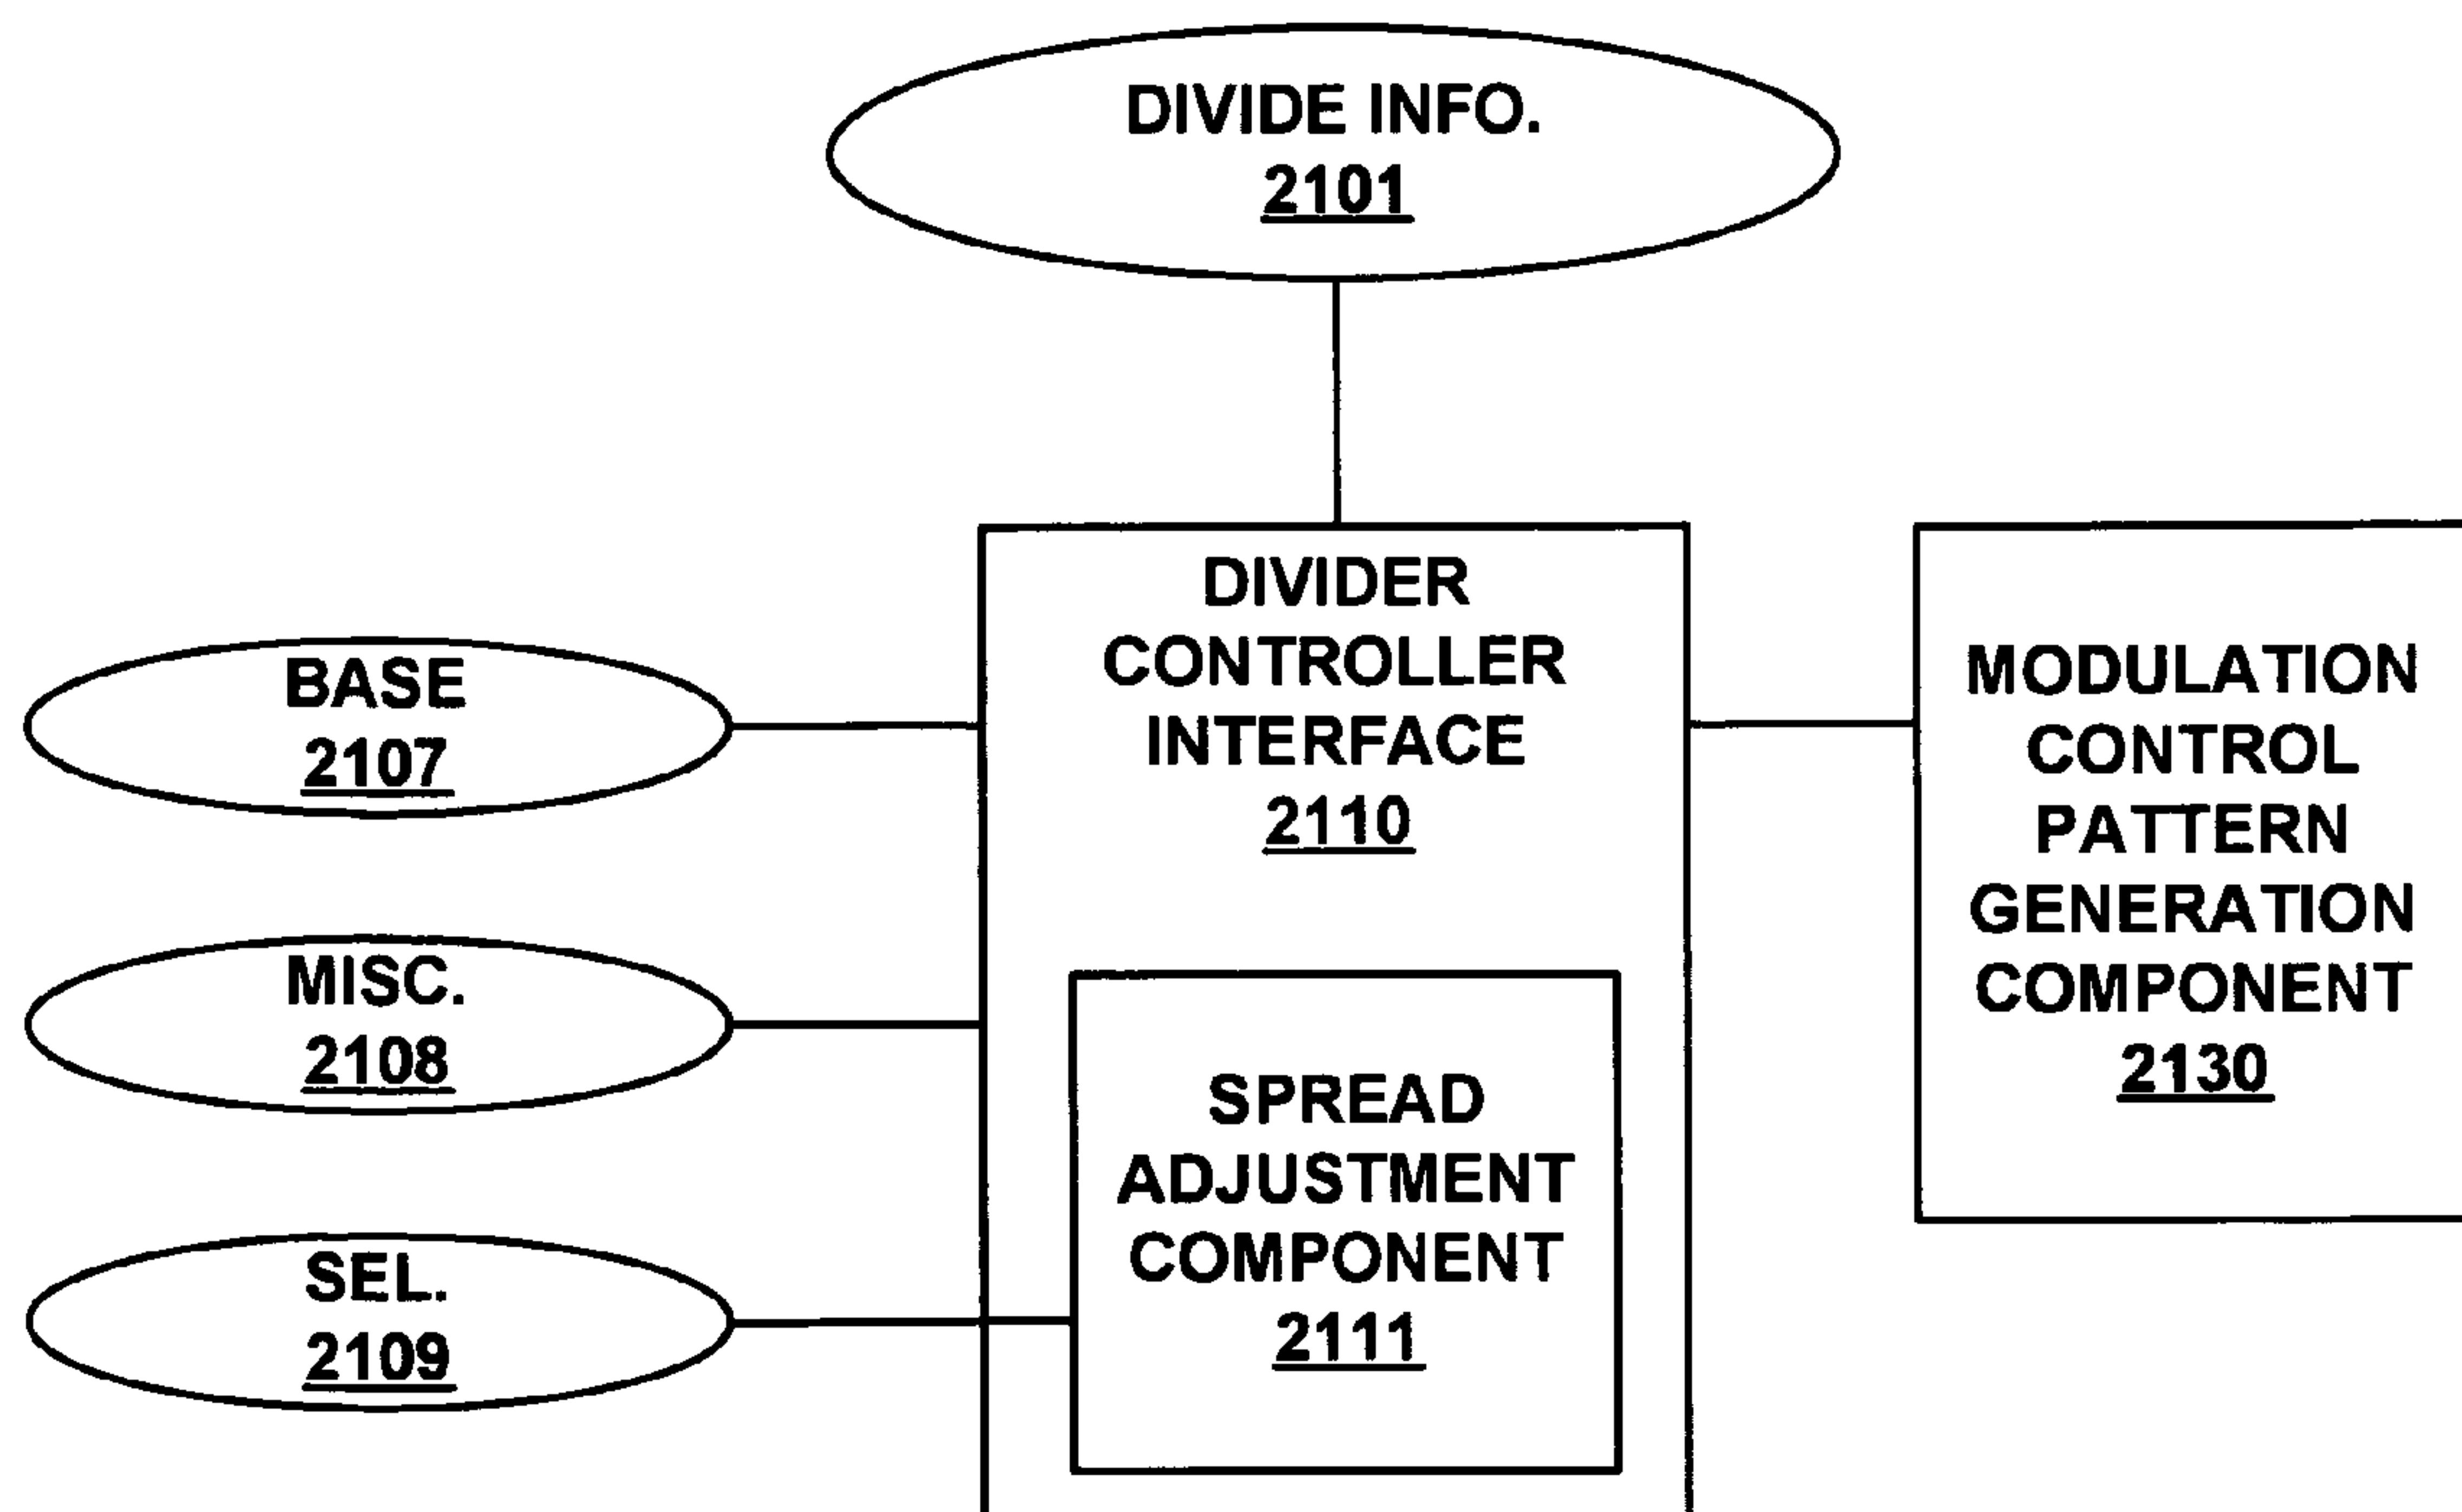 DIVIDE INFO.
2101
BASE
2107
MISC.
2108
SEL.
2109
DIVIDER
CONTROLLER
INTERFACE
2110
SPREAD
ADJUSTMENT
COMPONENT
2111
MODULATION
CONTROL
PATTERN
GENERATION
COMPONENT
2130